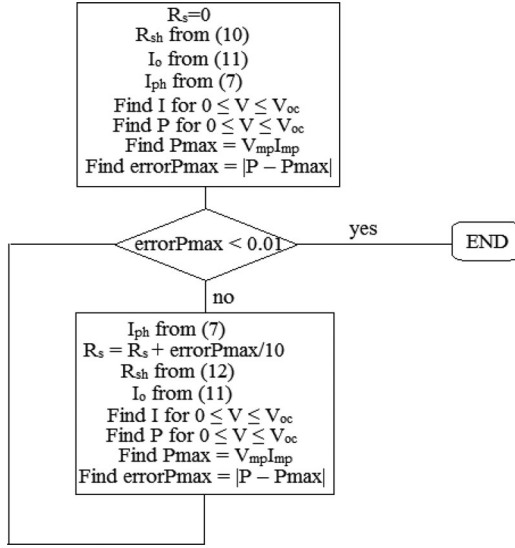 Rs=0
Rsh from (10)
Io from (11)
Iph from (7)
Find I for 0 ≤ V ≤ Voc
Find P for 0 ≤ V ≤ Voc
Find Pmax = VmpImp
Find errorPmax = |P – Pmax|
errorPmax < 0.01
yes
END
no
Iph from (7)
Rs = Rs + errorPmax/10
Rsh from (12)
Io from (11)
Find I for 0 ≤ V ≤ Voc
Find P for 0 ≤ V ≤ Voc
Find Pmax = VmpImp
Find errorPmax = |P – Pmax|